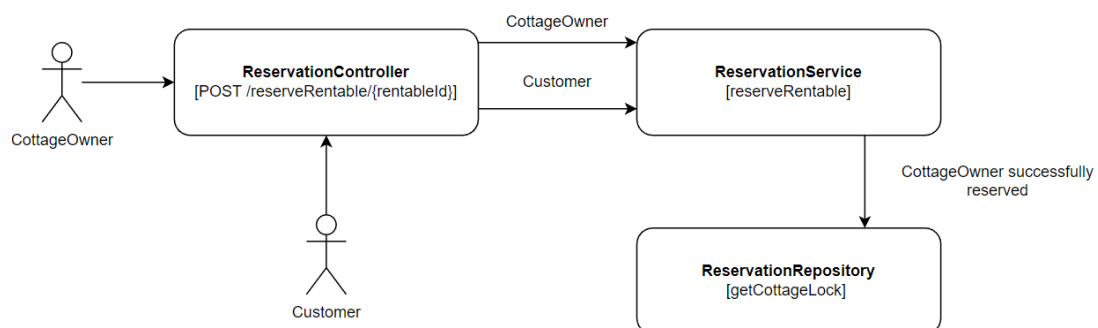 CottageOwner
ReservationController
[POST /reserveRentable/{rentableId}]
CottageOwner
Customer
ReservationService
[reserveRentable]
CottageOwner successfully
reserved
Customer
ReservationRepository
[getCottageLock]